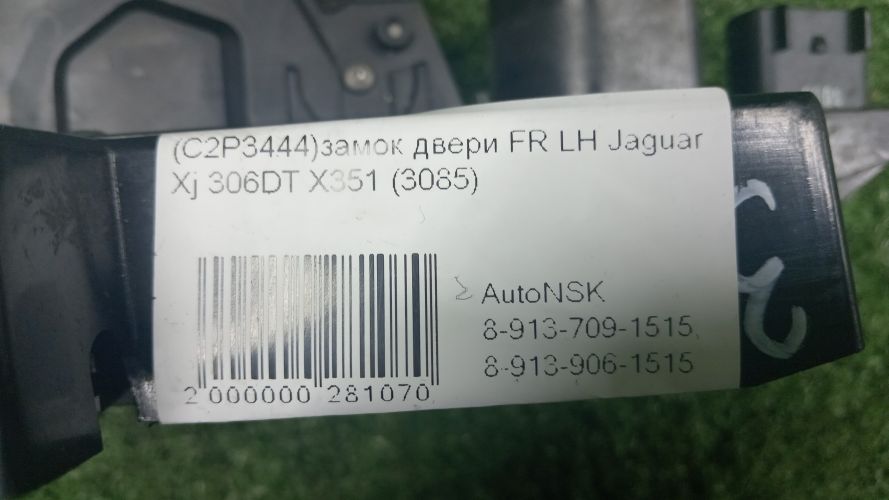 (C2P3444)замок двери FR LH Jaguar
Xj 306DT X351 (3085)
AutoNSK
8-913-709-1515
8-913-906-1515
2 000000 281070